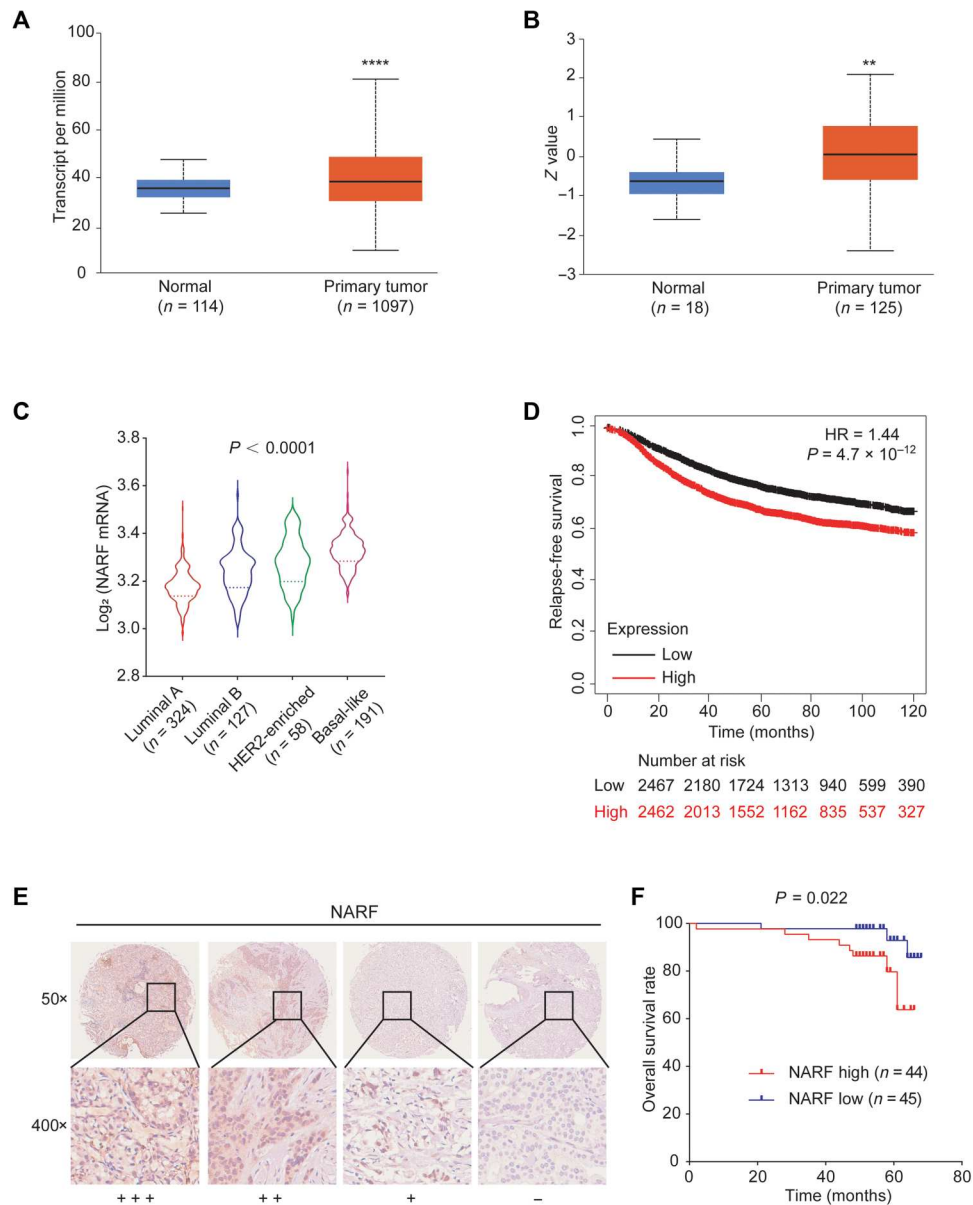 A
Transcript per million
100
80
60
40
20
0
****
Normal
(n = 114)
Primary tumor
(n = 1097)
B
Z value
3
2
1
0
–1
–2
–3
**
Normal
(n = 18)
Primary tumor
(n = 125)
C
P < 0.0001
Log₂ (NARF mRNA)
3.8
3.6
3.4
3.2
3.0
2.8
Luminal A
(n = 324)
Luminal B
(n = 127)
HER2-enriched
(n = 58)
Basal-like
(n = 191)
D
HR = 1.44
P = 4.7 × 10⁻¹²
Relapse-free survival
1.0
0.8
0.6
0.4
0.2
0.0
Expression
Low
High
0 20 40 60 80 100 120
Time (months)
Number at risk
Low 2467 2180 1724 1313 940 599 390
High 2462 2013 1552 1162 835 537 327
E
NARF
50×
400×
+ + +
+ +
+
–
F
P = 0.022
Overall survival rate
100
80
60
40
20
0
NARF high (n = 44)
NARF low (n = 45)
0 20 40 60 80
Time (months)